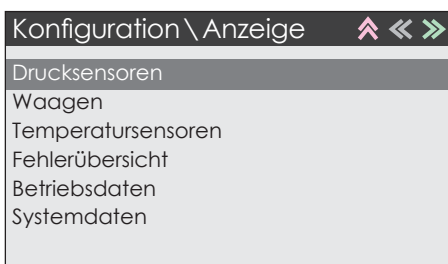 Konfiguration \ Anzeige
Drucksensoren
Waagen
Temperatursensoren
Fehlerübersicht
Betriebsdaten
Systemdaten